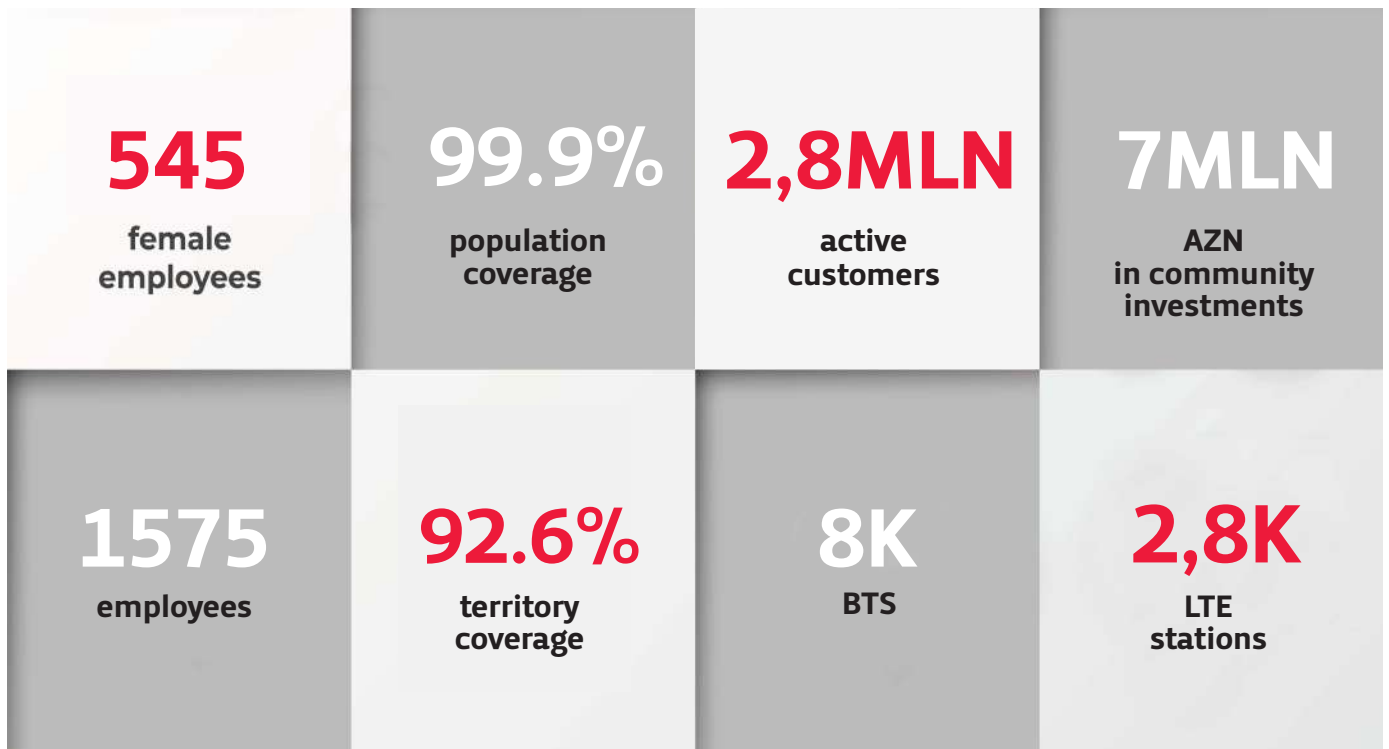 545
female
employees
99.9%
population
coverage
2,8MLN
active
customers
7MLN
AZN
in community
investments
1575
employees
92.6%
territory
coverage
8K
BTS
2,8K
LTE
stations